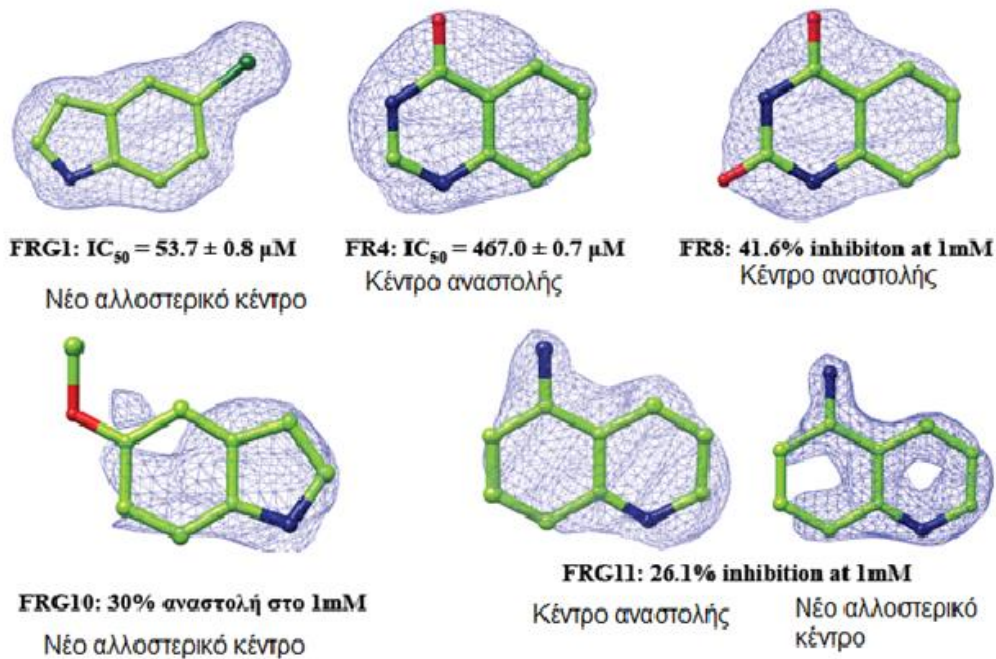 FRG1: IC50 = 53.7 ± 0.8 μM
FR4: IC50 = 467.0 ± 0.7 μM
FR8: 41.6% inhibiton at 1mM
Νέο αλλοστερικό κέντρο
Κέντρο αναστολής
Κέντρο αναστολής
FRG10: 30% αναστολή στο 1mM
Νέο αλλοστερικό κέντρο
FRG11: 26.1% inhibition at 1mM
Κέντρο αναστολής
Νέο αλλοστερικό
κέντρο